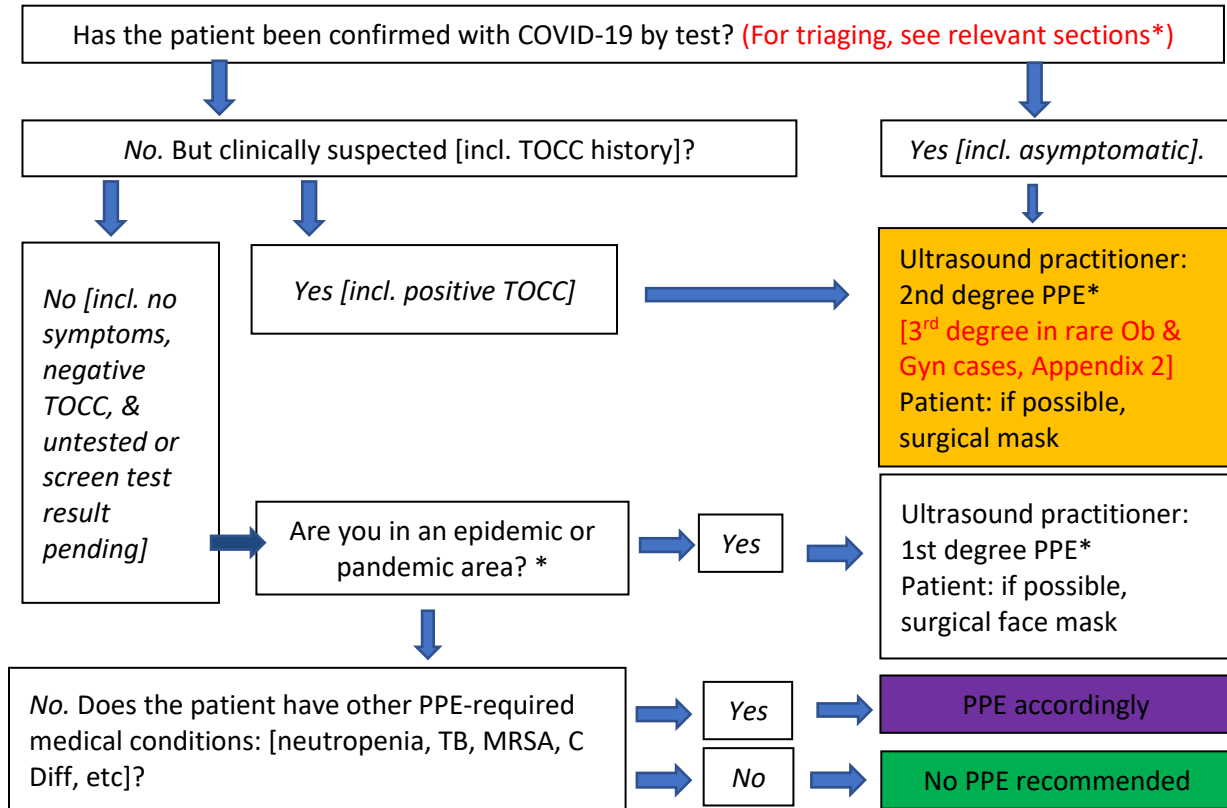 Has the patient been confirmed with COVID-19 by test? (For triaging, see relevant sections*)
No. But clinically suspected [incl. TOCC history]?
Yes [incl. asymptomatic].
No [incl. no
symptoms,
negative
TOCC, &
untested or
screen test
result
pending]
Yes [incl. positive TOCC]
Ultrasound practitioner:
2nd degree PPE*
[3rd degree in rare Ob &
Gyn cases, Appendix 2]
Patient: if possible,
surgical mask
Are you in an epidemic or
pandemic area? *
Yes
Ultrasound practitioner:
1st degree PPE*
Patient: if possible,
surgical face mask
No. Does the patient have other PPE-required
medical conditions: [neutropenia, TB, MRSA, C
Diff, etc]?
Yes
PPE accordingly
No
No PPE recommended